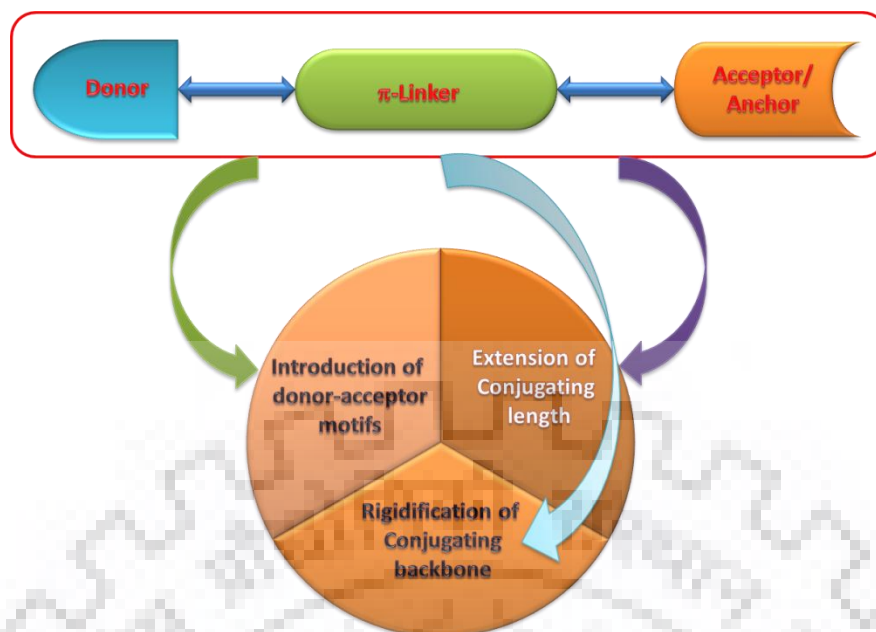 Donor
π-Linker
Acceptor/
Anchor
Introduction of
donor-acceptor
motifs
Extension of
Conjugating
length
Rigidification of
Conjugating
backbone